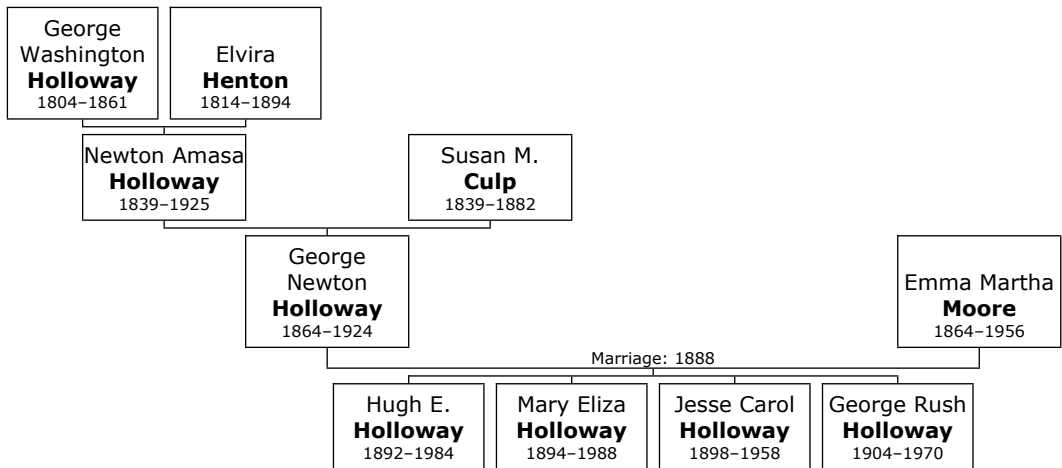 George
Washington
Holloway
1804–1861
Elvira
Henton
1814–1894
Newton Amasa
Holloway
1839–1925
Susan M.
Culp
1839–1882
George
Newton
Holloway
1864–1924
Emma Martha
Moore
1864–1956
Marriage: 1888
Hugh E.
Holloway
1892–1984
Mary Eliza
Holloway
1894–1988
Jesse Carol
Holloway
1898–1958
George Rush
Holloway
1904–1970